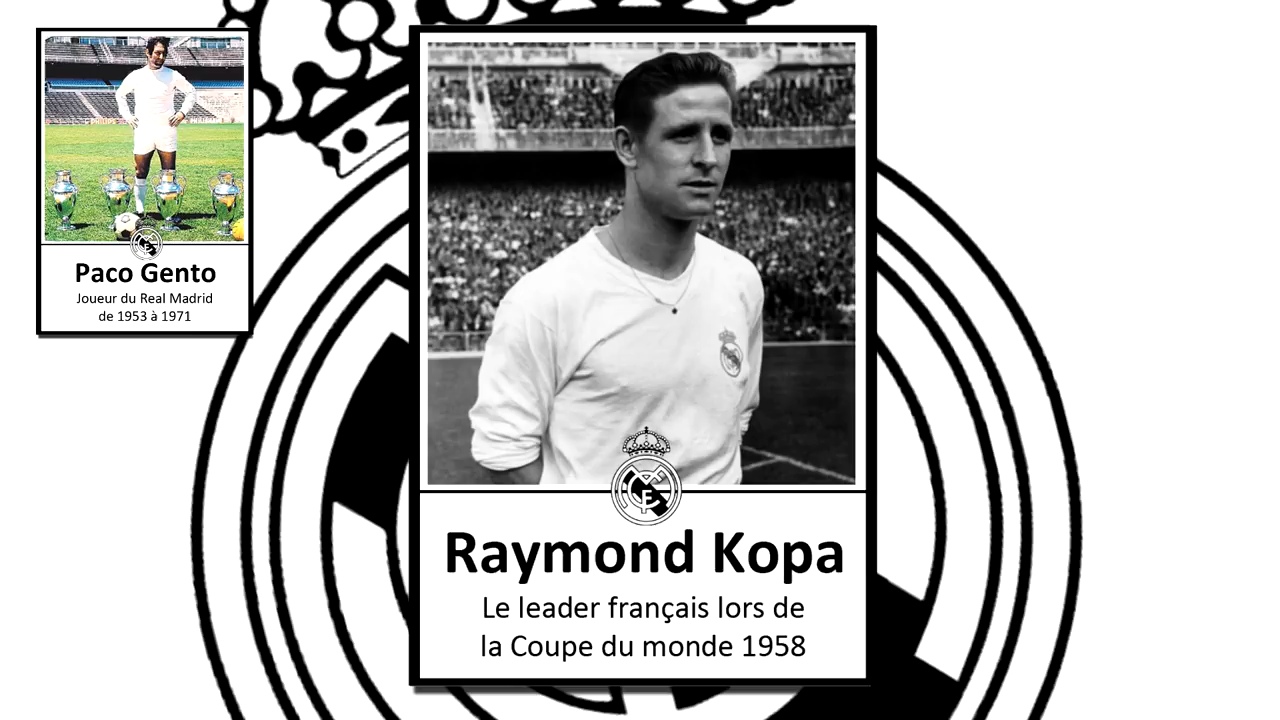 Paco Gento
Joueur du Real Madrid
de 1953 à 1971
Raymond Kopa
Le leader français lors de
la Coupe du monde 1958